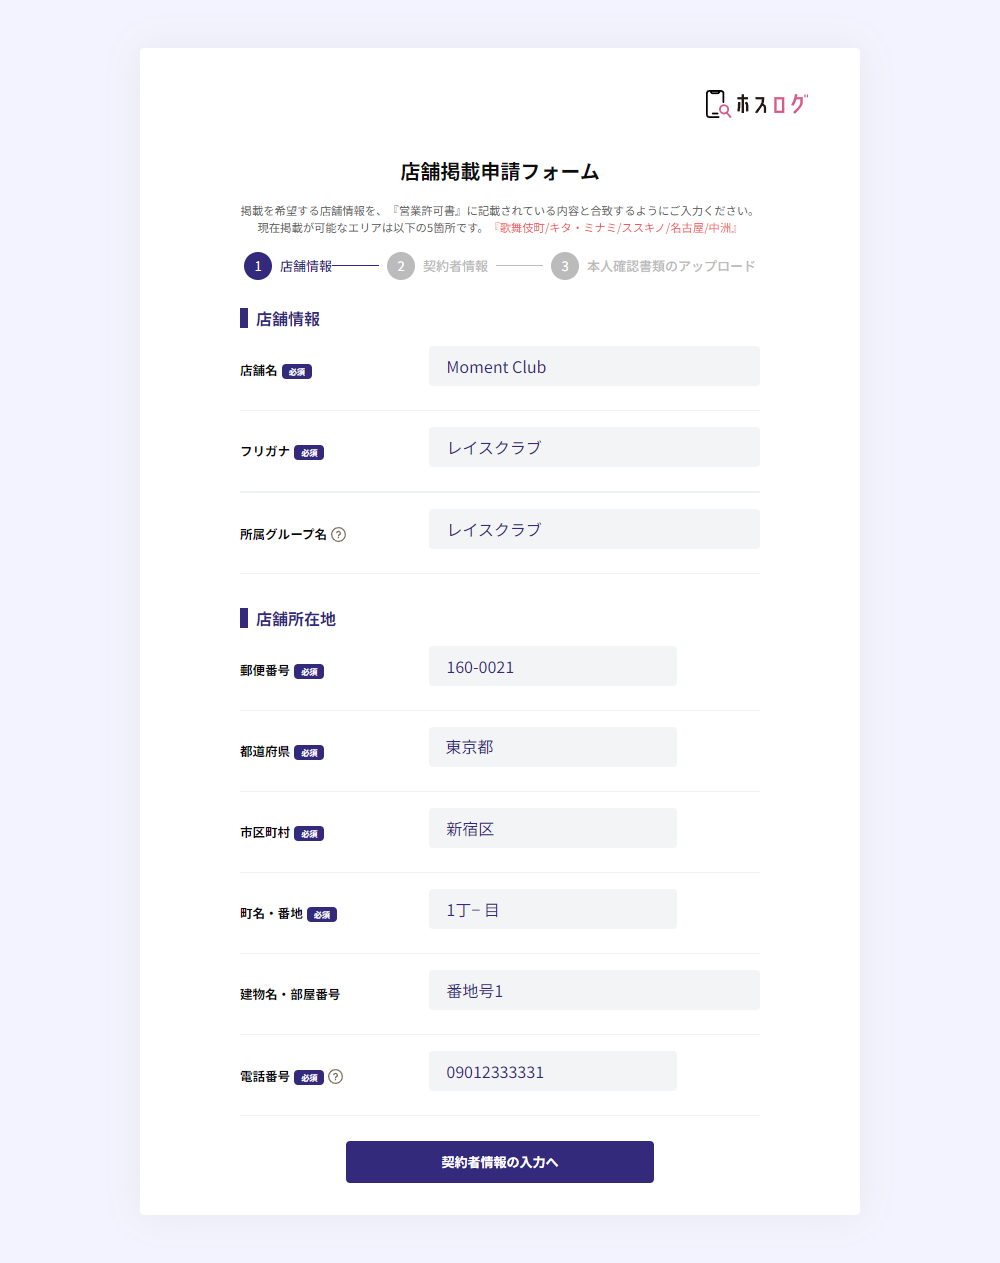 ホスログ
店舗掲載申請フォーム
掲載を希望する店舗情報を、『営業許可書』に記載されている内容と合致するようにご入力ください。
現在掲載が可能なエリアは以下の5箇所です。『歌舞伎町/キタ・ミナミ/ススキノ/名古屋/中洲』
1 店舗情報 2 契約者情報 3 本人確認書類のアップロード
店舗情報
店舗名 必須 Moment Club
フリガナ 必須 レイスクラブ
所属グループ名 ? レイスクラブ
店舗所在地
郵便番号 必須 160-0021
都道府県 必須 東京都
市区町村 必須 新宿区
町名・番地 必須 1丁− 目
建物名・部屋番号 番地号1
電話番号 必須 ? 09012333331
契約者情報の入力へ